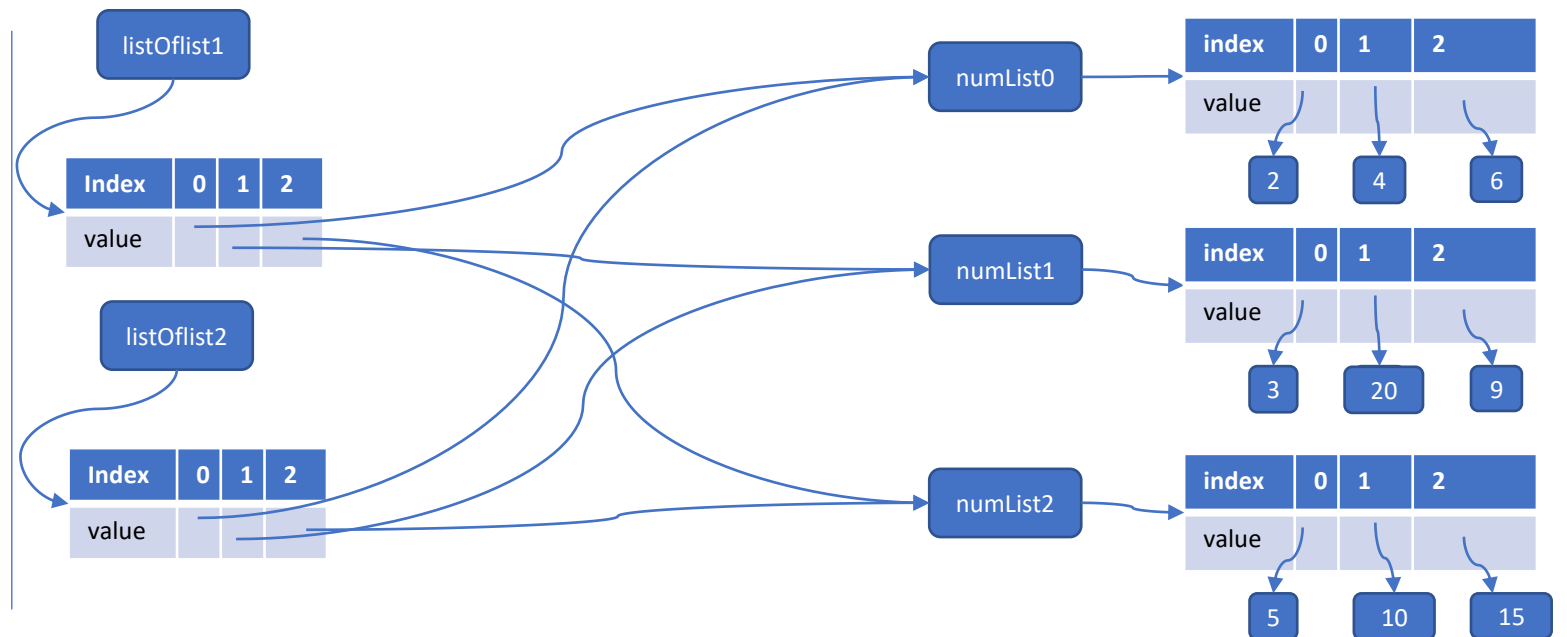 listOflist1
Index 0 1 2
value
listOflist2
Index 0 1 2
value
numList0
index 0 1 2
value
2 4 6
numList1
index 0 1 2
value
3 20 9
numList2
index 0 1 2
value
5 10 15